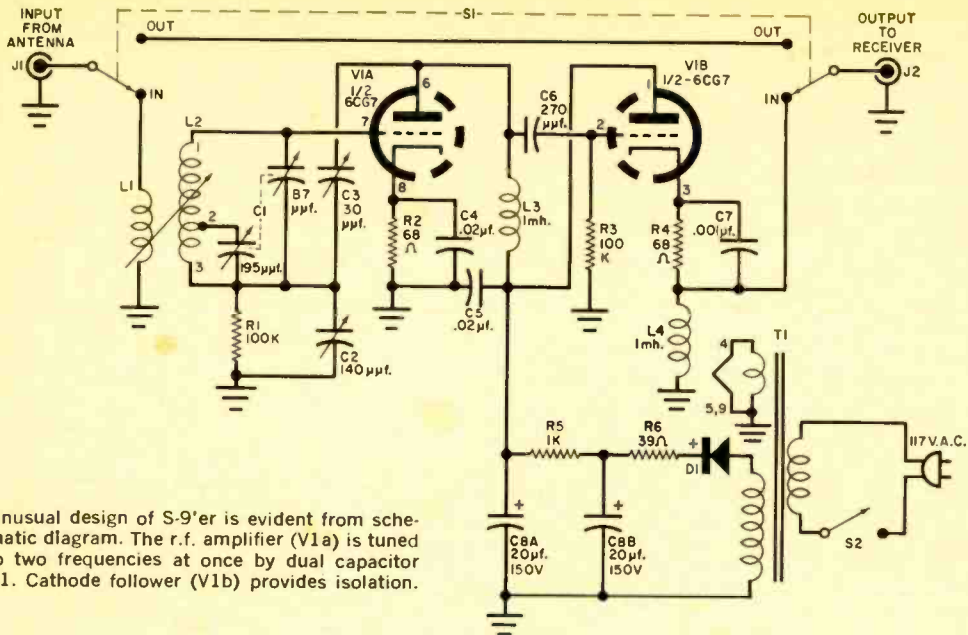 INPUT
FROM
ANTENNA
J1
S1
OUT
OUT
OUTPUT
TO
RECEIVER
J2
IN
IN
L2
1
2
3
L1
C1
B7
μμf.
195μμf.
R1
100K
C2
140μμf.
C3
30
μμf.
V1A
1/2
6CG7
6
7
8
R2
68
Ω
C4
.02μf.
C5
.02μf.
L3
1mh.
C6
270
μμf.
V1B
1/2-6CG7
1
2
3
R3
100
K
R4
68
Ω
C7
.001μf.
L4
1mh.
4
5,9
T1
117V.A.C.
S2
R5
1K
R6
39Ω
+
D1
+
C8A
20μf.
150V
+
C8B
20μf.
150V
nusual design of S-9'er is evident from sche-
natic diagram. The r.f. amplifier (V1a) is tuned
o two frequencies at once by dual capacitor
1. Cathode follower (V1b) provides isolation.